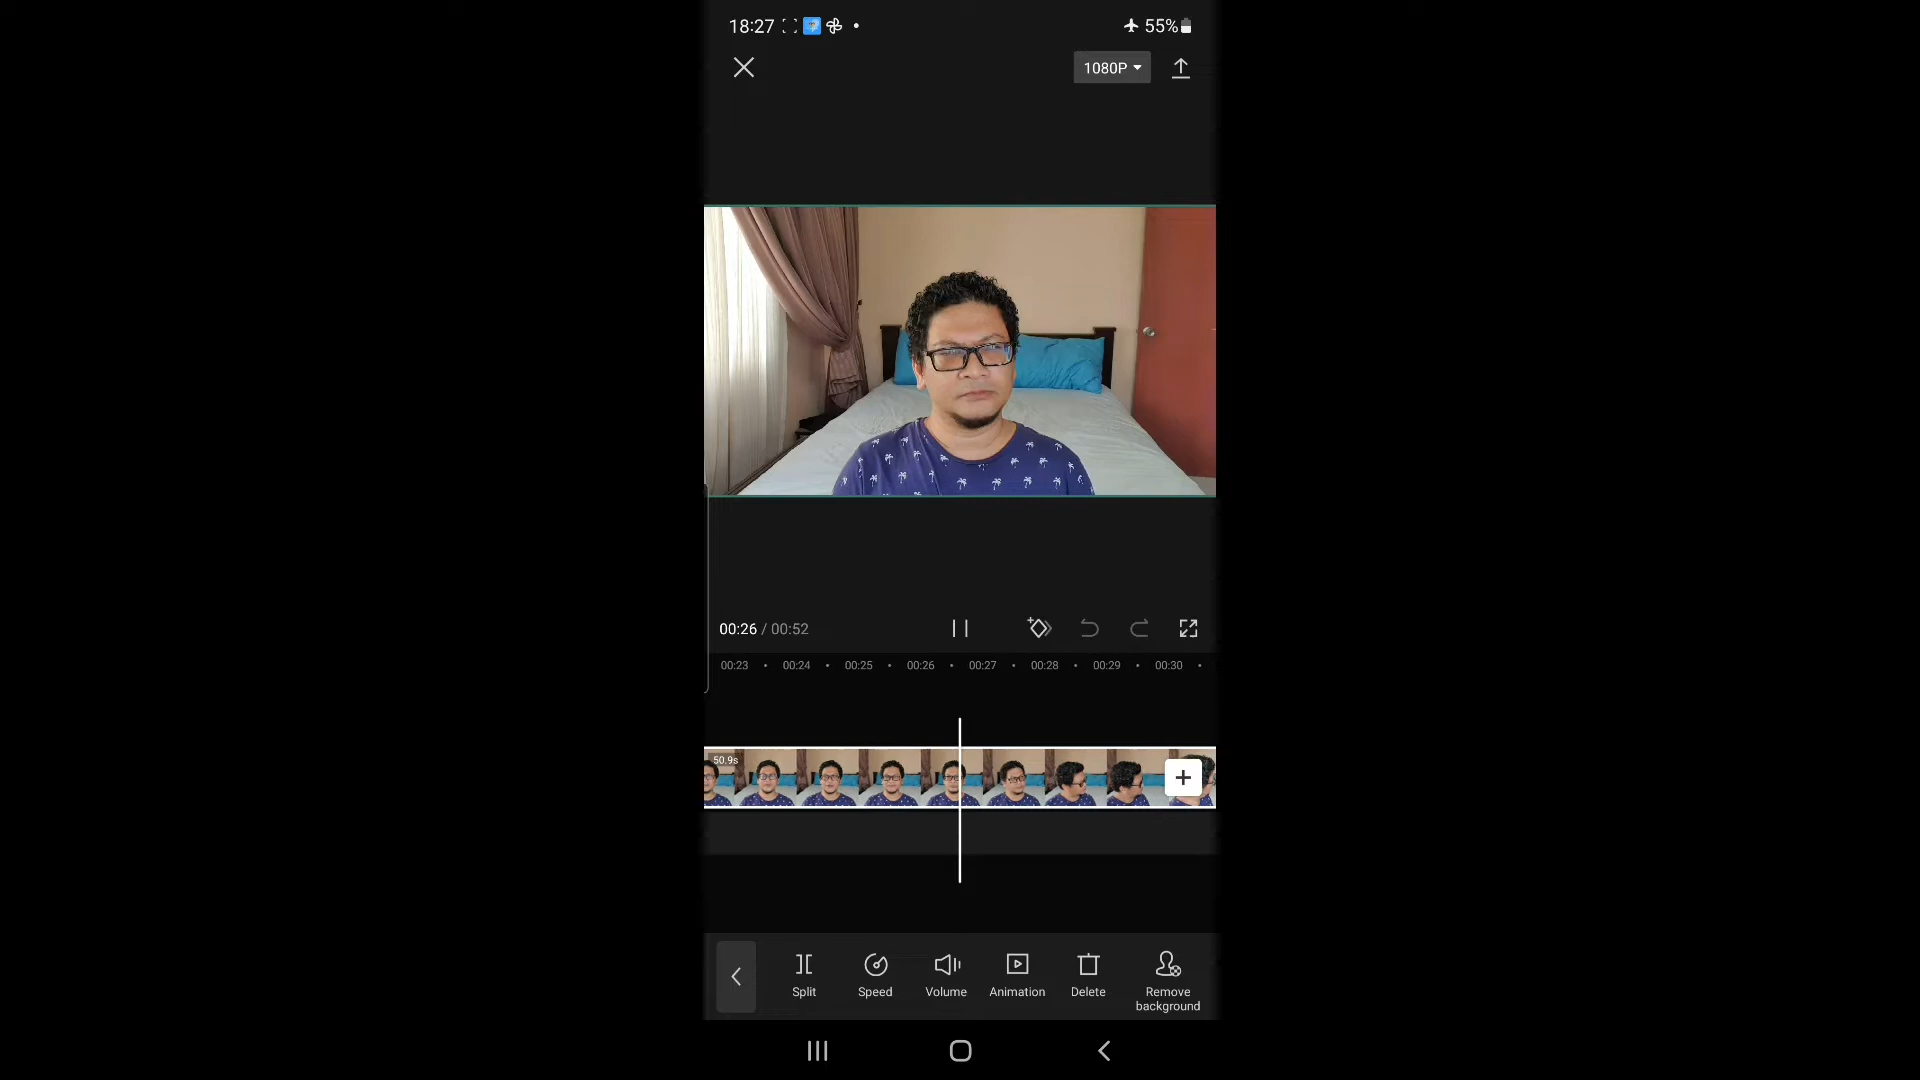 18:27 55%
1080P
00:26 / 00:52
00:23 00:24 00:25 00:26 00:27 00:28 00:29 00:30
50.9s
Split Speed Volume Animation Delete Remove background